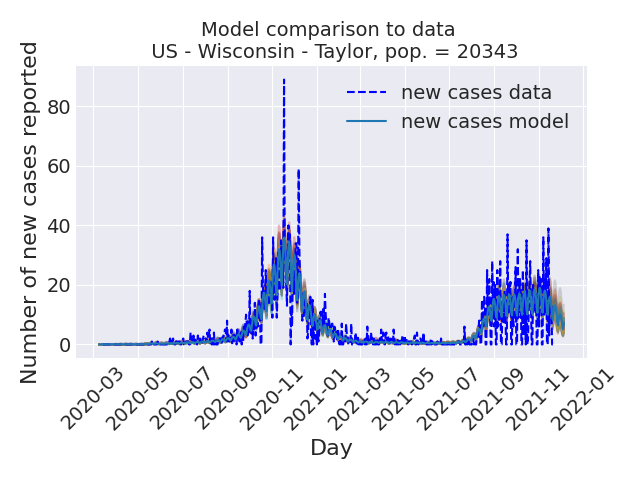 Model comparison to data
US - Wisconsin - Taylor, pop. = 20343
Number of new cases reported
80
60
40
20
0
new cases data
new cases model
2020-03
2020-05
2020-07
2020-09
2020-11
2021-01
2021-03
2021-05
2021-07
2021-09
2021-11
2022-01
Day